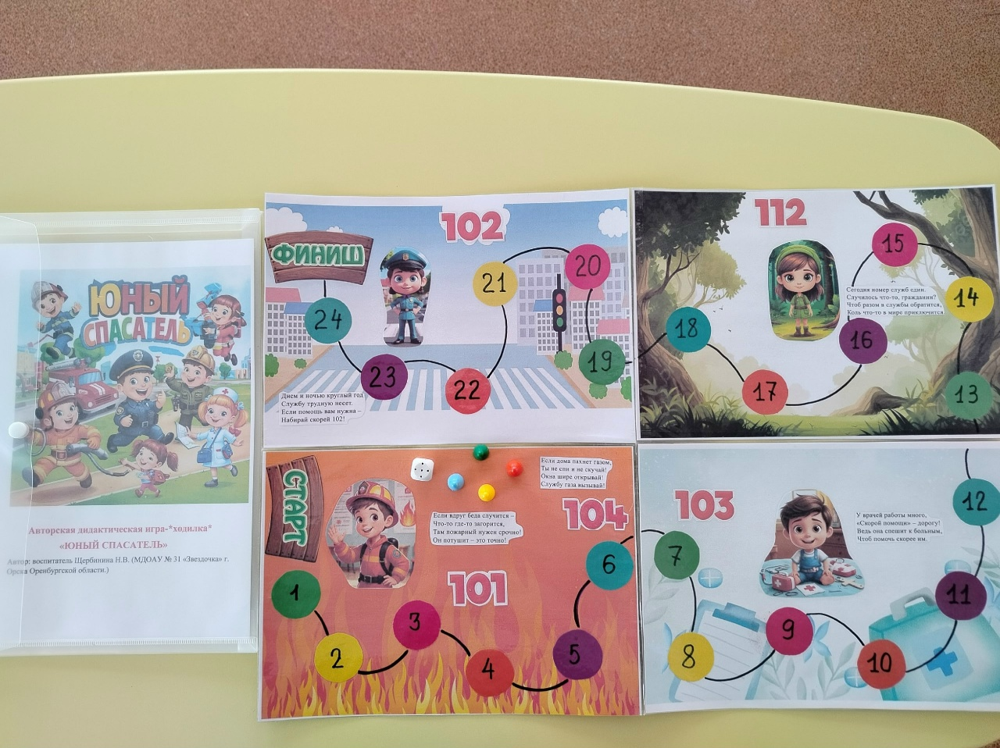 ЮНЫЙ
СПАСАТЕЛЬ
Авторская дидактическая игра-*ходилка*
«ЮНЫЙ СПАСАТЕЛЬ»
Автор: воспитатель Щербинина Н.В. (МДОАУ № 31 «Звездочка» г.
Орска Оренбургской области.)
102
ФИНИШ
20
21
24
19
23
22
Днем и ночью круглый год
Службу трудную несет.
Если помощь вам нужна –
Набирай скорей 102!
112
15
Сегодня номер служб един.
Случилось что-то, гражданин?
Чтоб разом в службы обратится,
Коль что-то в мире приключится
14
18
16
17
13
СТАРТ
Если дома пахнет газом,
Ты не спи и не скучай!
Окна шире открывай!
Службу газа вызывай!
104
Если вдруг беда случится –
Что-то где-то загорится,
Там пожарный нужен срочно!
Он потушит – это точно!
101
1
2
3
4
5
6
103
У врачей работы много,
«Скорой помощи» – дорогу!
Ведь она спешит к больным,
Чтоб помочь скорее им.
12
7
11
9
8
10